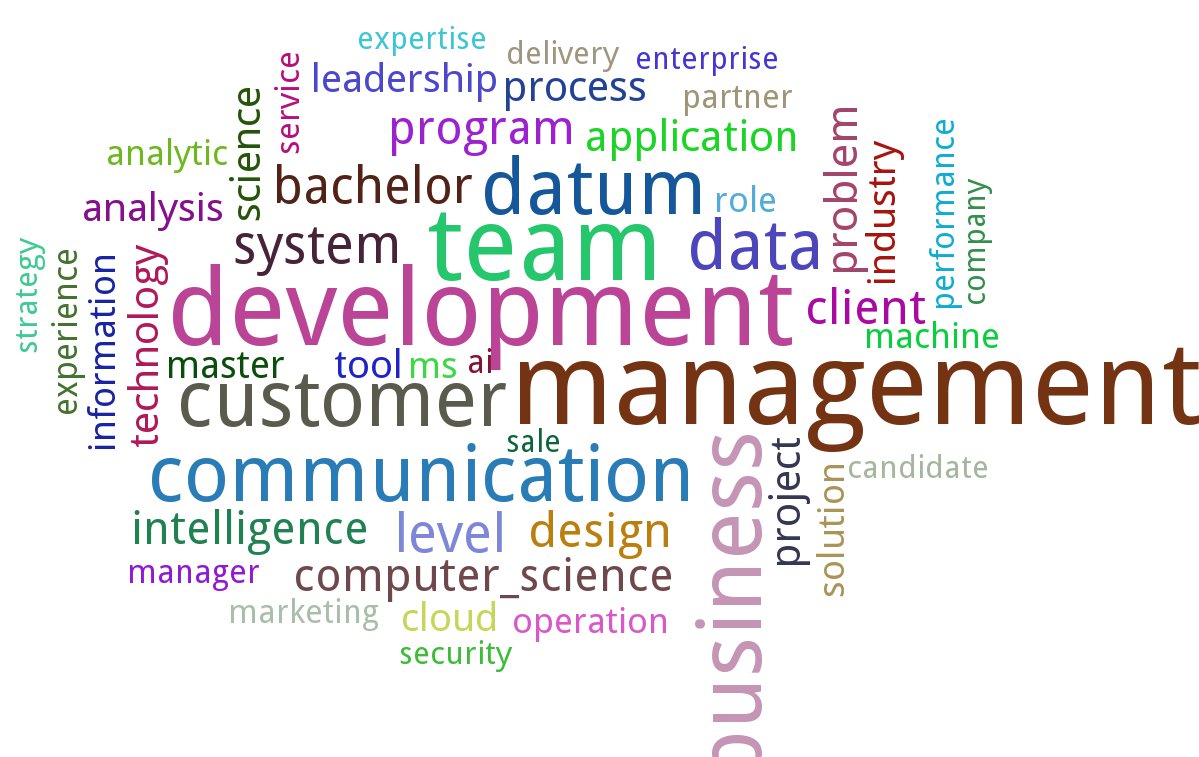 expertise
delivery
enterprise
service
leadership
process
partner
science
program
application
problem
performance
analytic
industry
bachelor
datum
role
company
analysis
team
data
system
strategy
experience
information
technology
development
client
machine
master
tool
ms
ai
customer
management
sale
business
project
communication
solution
candidate
intelligence
level
design
manager
computer_science
marketing
cloud
operation
security